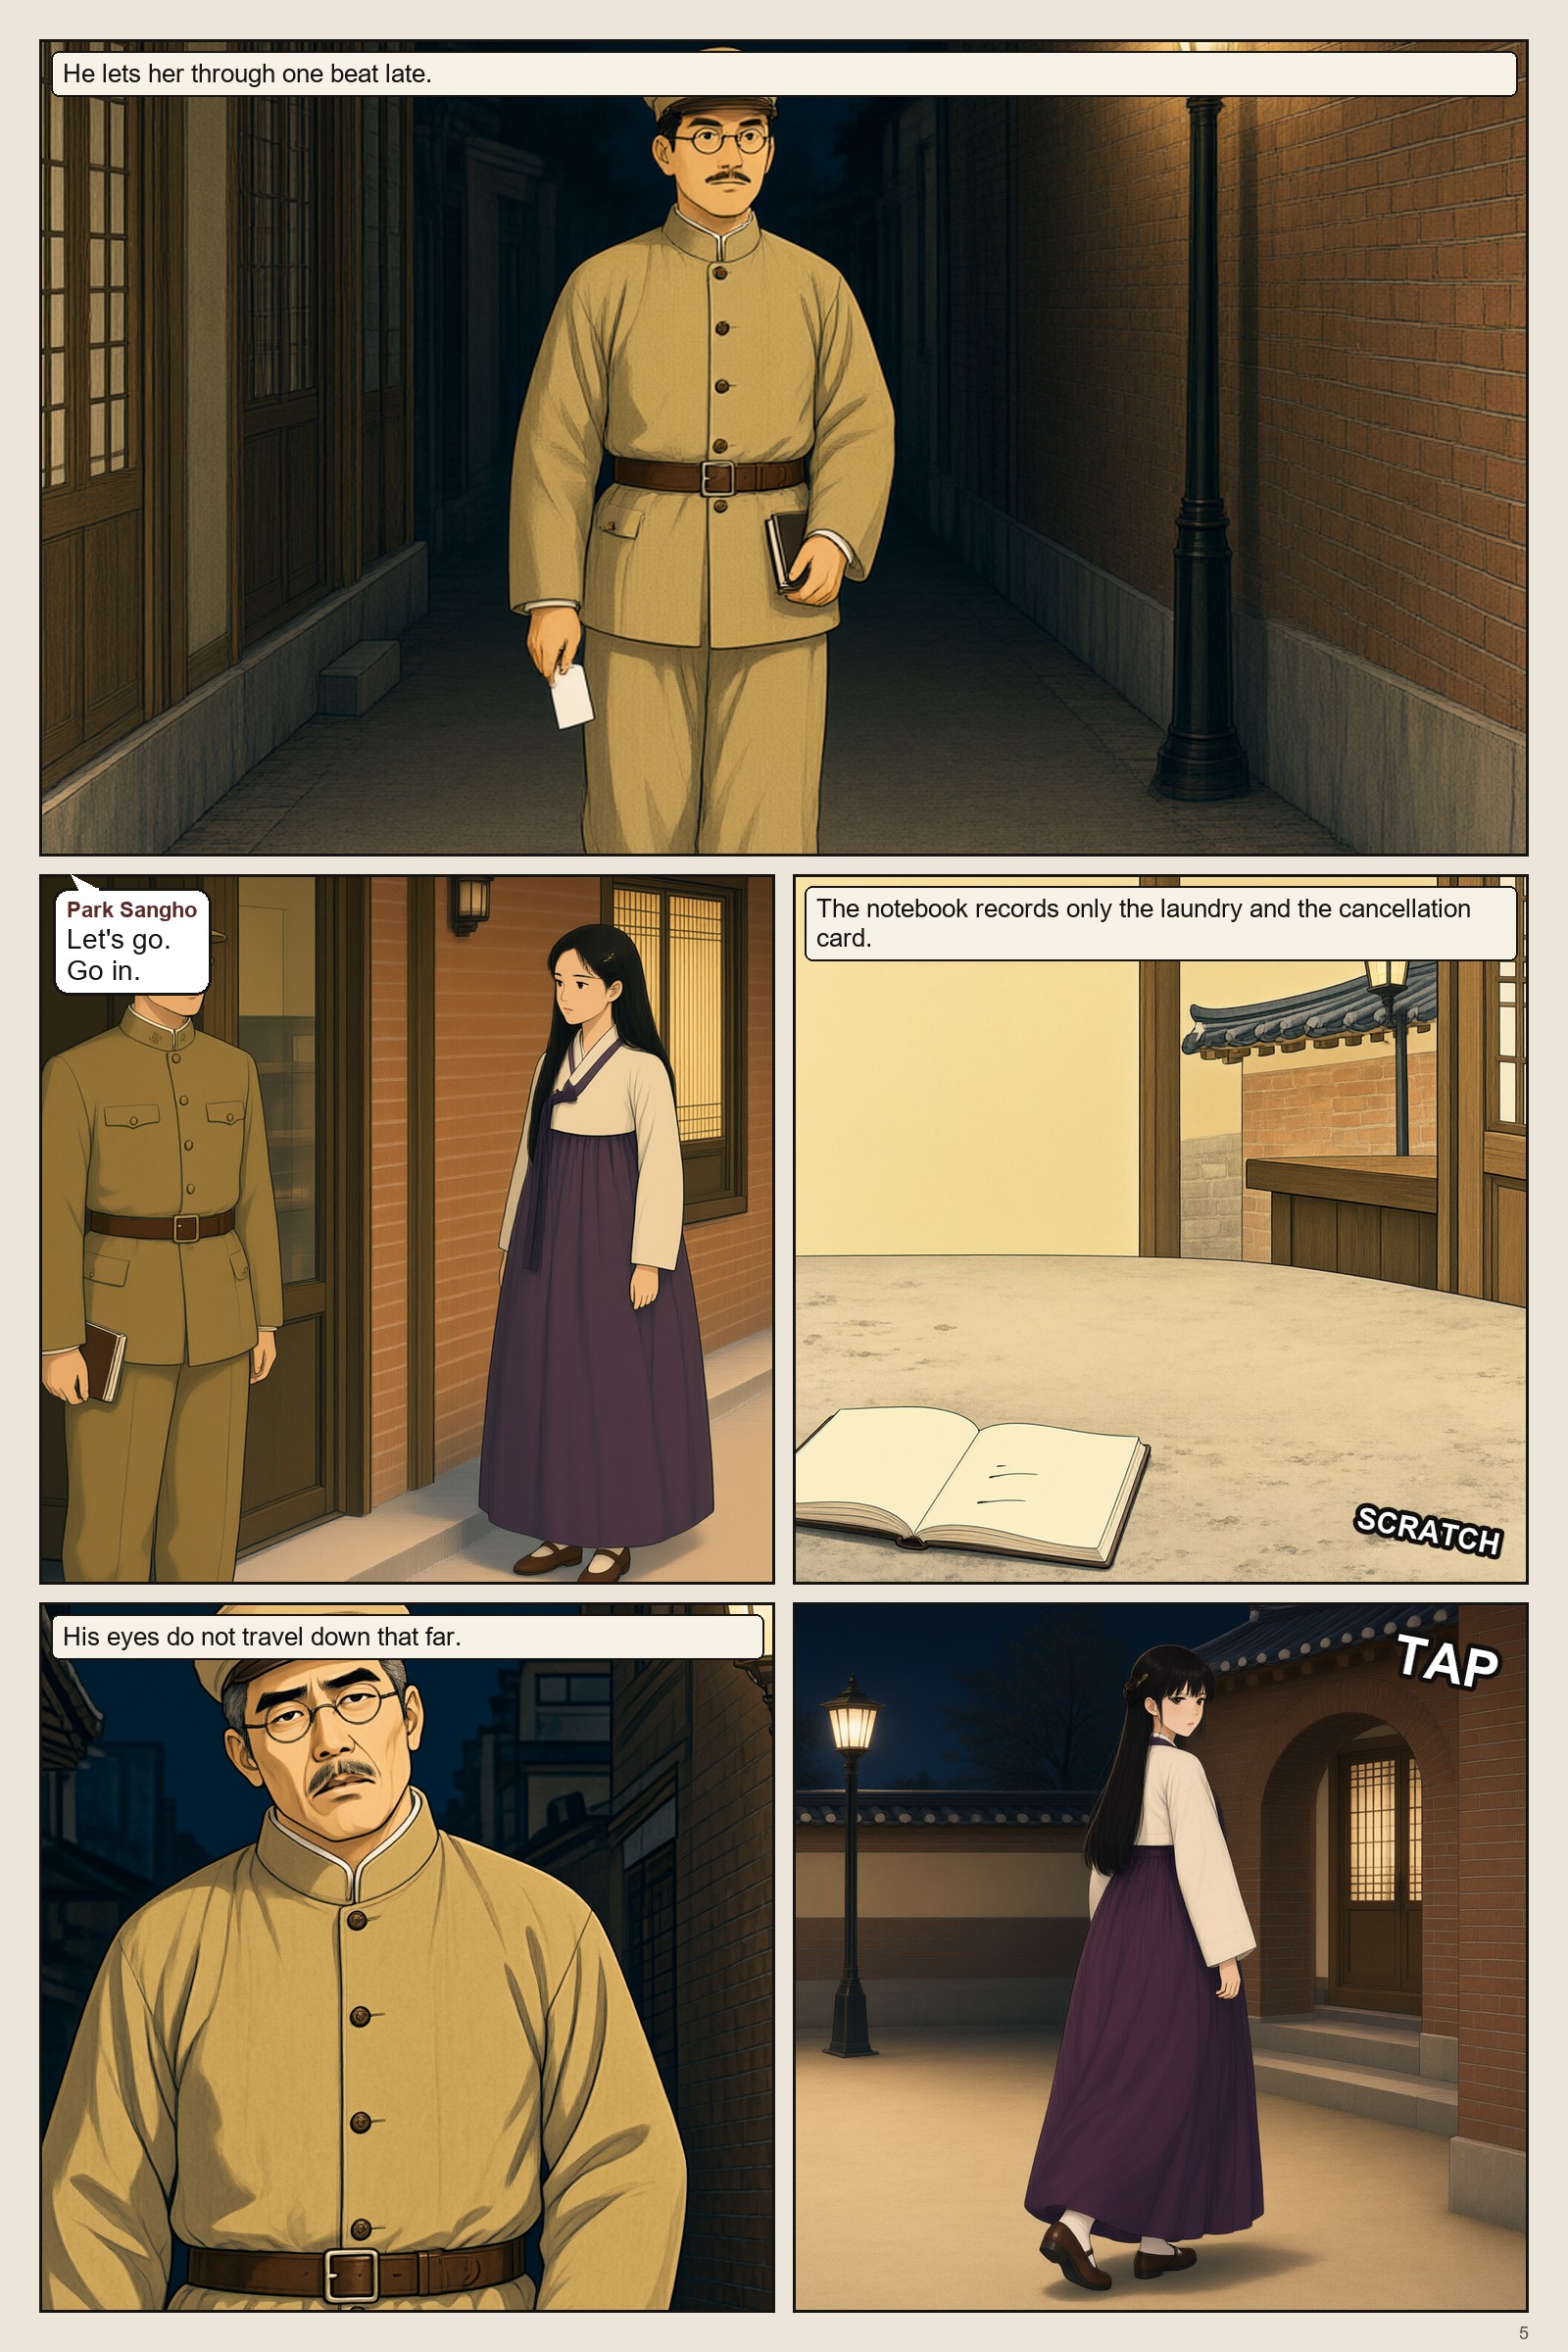 He lets her through one beat late.
Park Sangho
Let's go.
Go in.
The notebook records only the laundry and the cancellation
card.
SCRATCH
His eyes do not travel down that far.
TAP
5